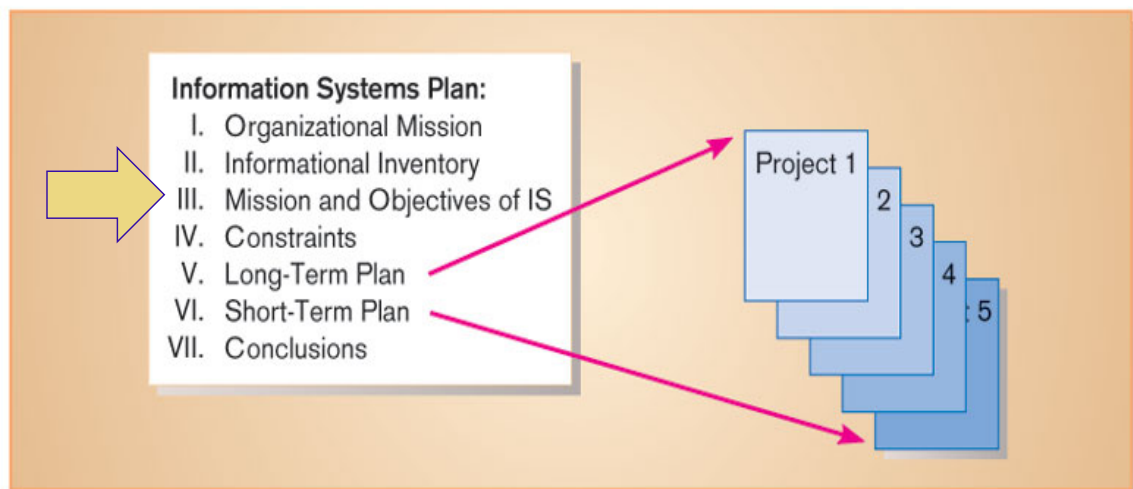 Information Systems Plan:
I. Organizational Mission
II. Informational Inventory
III. Mission and Objectives of IS
IV. Constraints
V. Long-Term Plan
VI. Short-Term Plan
VII. Conclusions
Project 1
2
3
4
5